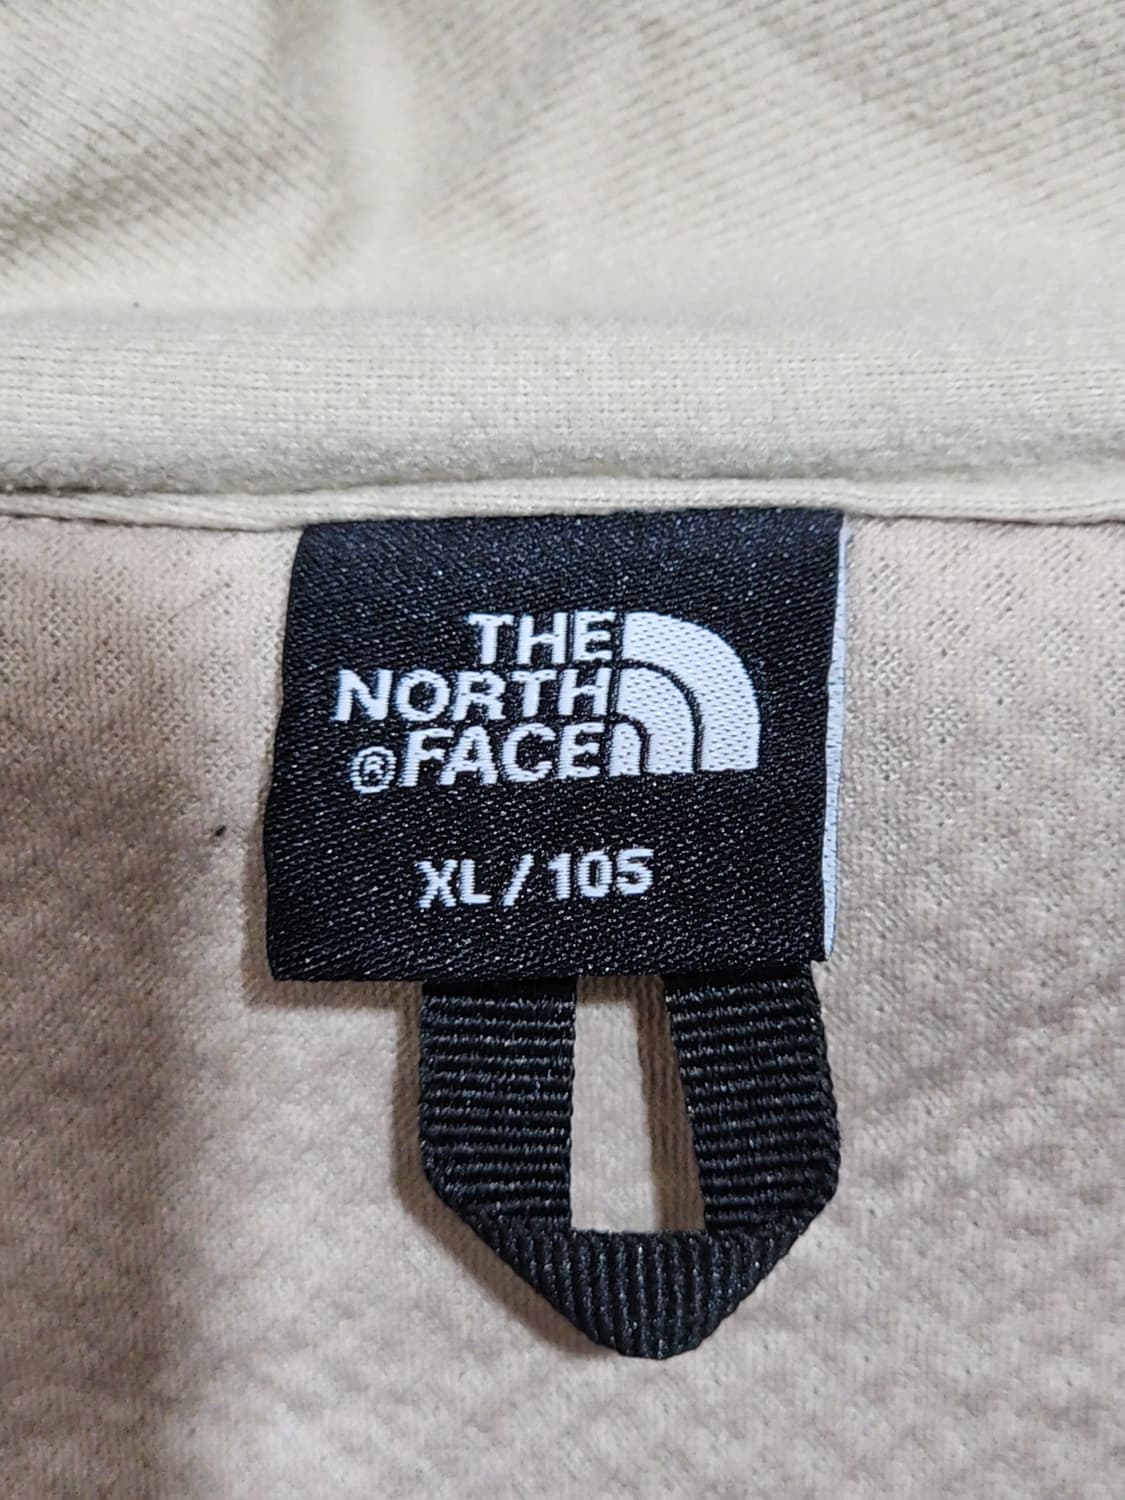 THE
NORTH
®FACE
XL/105